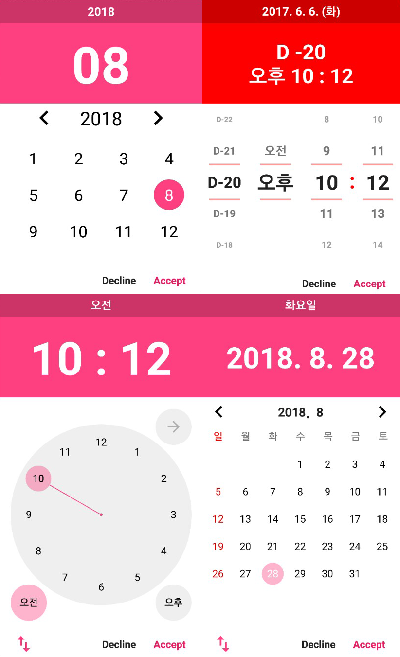 2018
08
2018
1 2 3 4
5 6 7 8
9 10 11 12
Decline Accept
2017. 6. 6. (화)
D -20
오후 10 : 12
D-22 8 10
D-21 오전 9 11
D-20 오후 10 : 12
D-19 11 13
D-18 12 14
Decline Accept
오전
10 : 12
12
11 1
10 2
9 3
8 4
7 5
6
오전 오후
Decline Accept
화요일
2018. 8. 28
2018. 8
일 월 화 수 목 금 토
1 2 3 4
5 6 7 8 9 10 11
12 13 14 15 16 17 18
19 20 21 22 23 24 25
26 27 28 29 30 31
Decline Accept